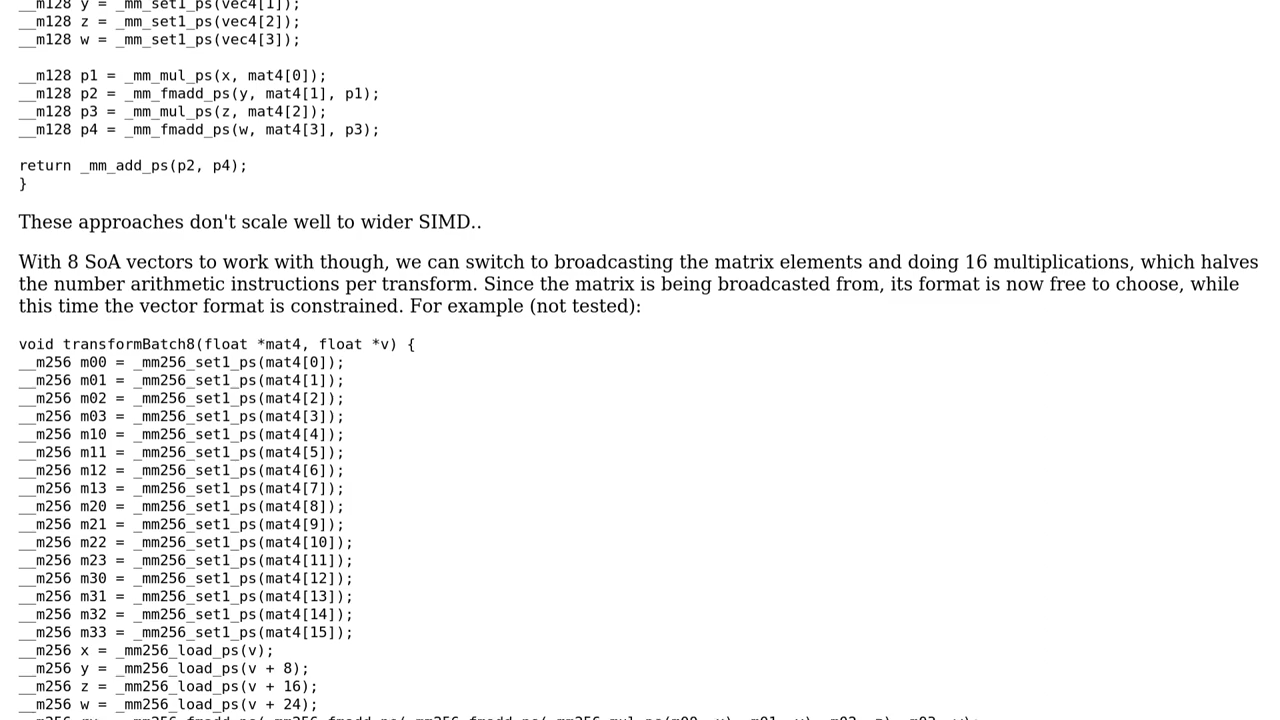 __m128 y = _mm_set1_ps(vec4[1]);
__m128 z = _mm_set1_ps(vec4[2]);
__m128 w = _mm_set1_ps(vec4[3]);
__m128 p1 = _mm_mul_ps(x, mat4[0]);
__m128 p2 = _mm_fmadd_ps(y, mat4[1], p1);
__m128 p3 = _mm_mul_ps(z, mat4[2]);
__m128 p4 = _mm_fmadd_ps(w, mat4[3], p3);
return _mm_add_ps(p2, p4);
}
These approaches don't scale well to wider SIMD..
With 8 SoA vectors to work with though, we can switch to broadcasting the matrix elements and doing 16 multiplications, which halves
the number arithmetic instructions per transform. Since the matrix is being broadcasted from, its format is now free to choose, while
this time the vector format is constrained. For example (not tested):
void transformBatch8(float *mat4, float *v) {
__m256 m00 = _mm256_set1_ps(mat4[0]);
__m256 m01 = _mm256_set1_ps(mat4[1]);
__m256 m02 = _mm256_set1_ps(mat4[2]);
__m256 m03 = _mm256_set1_ps(mat4[3]);
__m256 m10 = _mm256_set1_ps(mat4[4]);
__m256 m11 = _mm256_set1_ps(mat4[5]);
__m256 m12 = _mm256_set1_ps(mat4[6]);
__m256 m13 = _mm256_set1_ps(mat4[7]);
__m256 m20 = _mm256_set1_ps(mat4[8]);
__m256 m21 = _mm256_set1_ps(mat4[9]);
__m256 m22 = _mm256_set1_ps(mat4[10]);
__m256 m23 = _mm256_set1_ps(mat4[11]);
__m256 m30 = _mm256_set1_ps(mat4[12]);
__m256 m31 = _mm256_set1_ps(mat4[13]);
__m256 m32 = _mm256_set1_ps(mat4[14]);
__m256 m33 = _mm256_set1_ps(mat4[15]);
__m256 x = _mm256_load_ps(v);
__m256 y = _mm256_load_ps(v + 8);
__m256 z = _mm256_load_ps(v + 16);
__m256 w = _mm256_load_ps(v + 24);